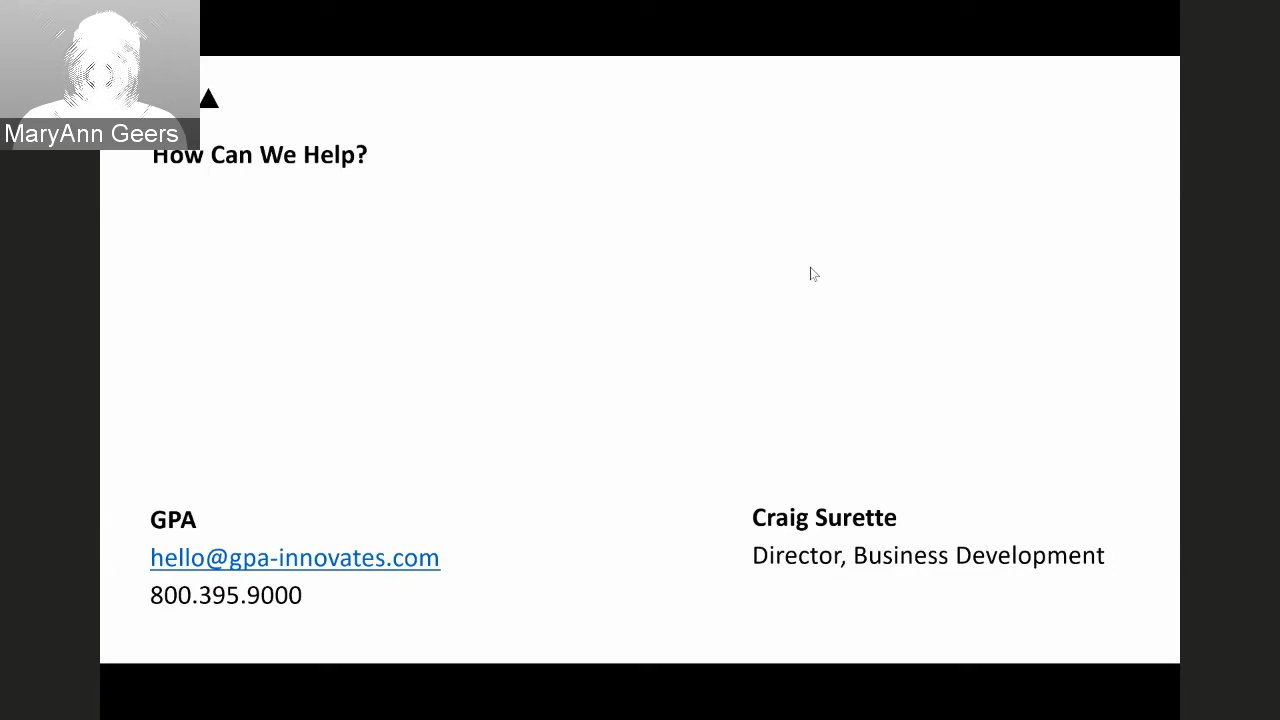 MaryAnn Geers
How Can We Help?
GPA
hello@gpa-innovates.com
800.395.9000
Craig Surette
Director, Business Development